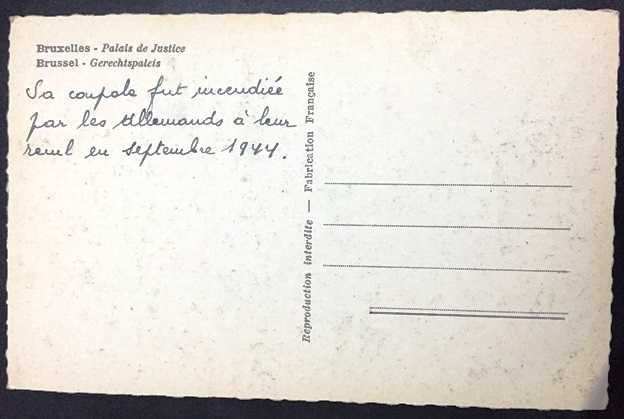 Bruxelles - Palais de Justice
Brussel - Gerechtspaleis
Sa coupole fut incendiée
par les Allemands à leur
recul en septembre 1944.
Reproduction interdite — Fabrication Française